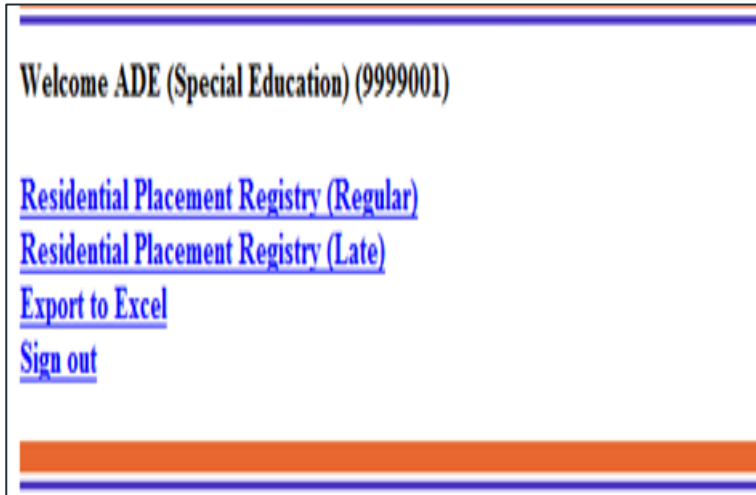 Welcome ADE (Special Education) (9999001)
Residential Placement Registry (Regular)
Residential Placement Registry (Late)
Export to Excel
Sign out